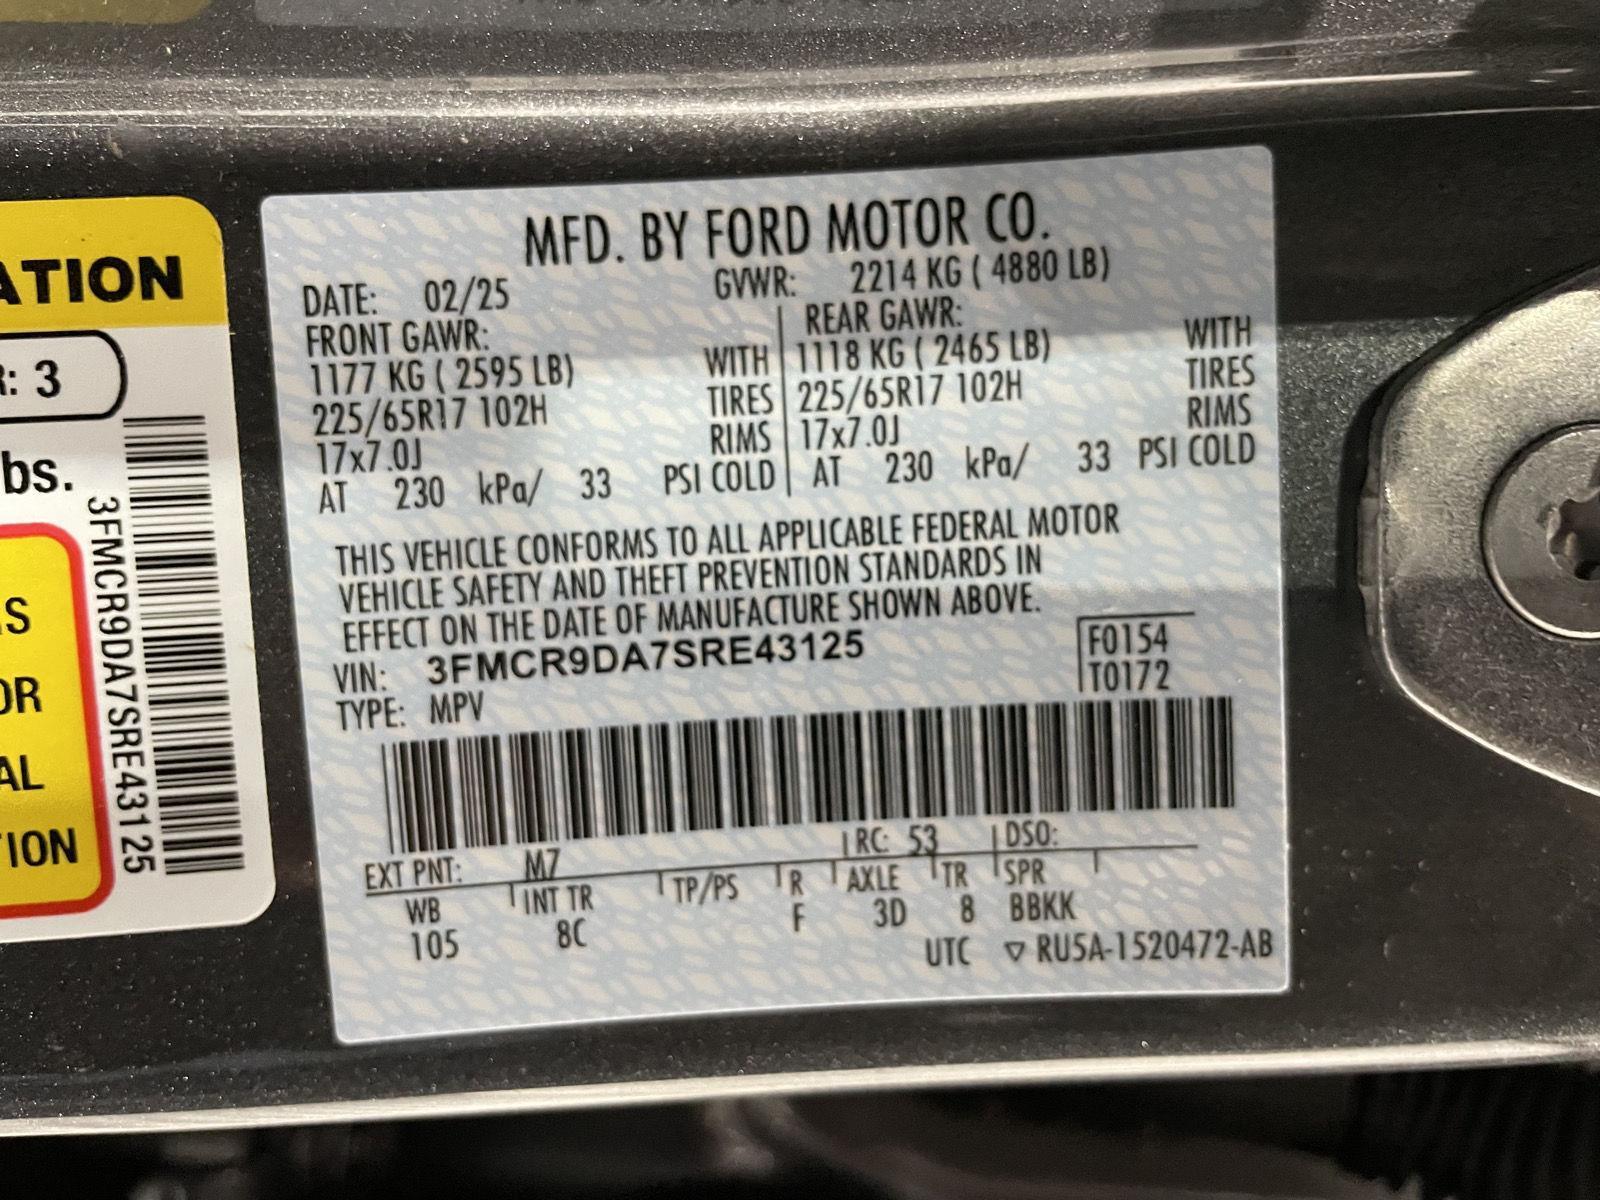 MFD. BY FORD MOTOR CO.
DATE: 02/25 GVWR: 2214 KG ( 4880 LB)
FRONT GAWR: REAR GAWR:
1177 KG ( 2595 LB) WITH 1118 KG ( 2465 LB) WITH
225/65R17 102H TIRES 225/65R17 102H TIRES
17x7.0J RIMS 17x7.0J RIMS
AT 230 kPa/ 33 PSI COLD AT 230 kPa/ 33 PSI COLD
THIS VEHICLE CONFORMS TO ALL APPLICABLE FEDERAL MOTOR
VEHICLE SAFETY AND THEFT PREVENTION STANDARDS IN
EFFECT ON THE DATE OF MANUFACTURE SHOWN ABOVE.
VIN: 3FMCR9DA7SRE43125 F0154
TYPE: MPV T0172
EXT PNT: M7 RC: 53 DSO:
WB INT TR TP/PS R AXLE TR SPR
105 8C F 3D 8 BBKK
UTC ▽ RU5A-1520472-AB
ATION
R: 3
bs.
3FMCR9DA7SRE43125
IS
OR
AL
TION